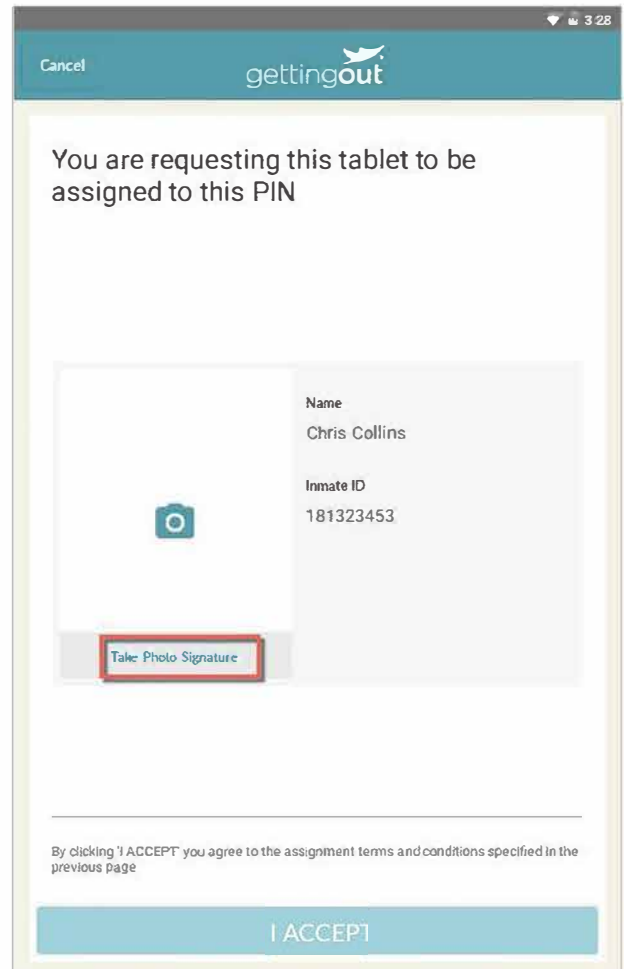 3:28
Cancel
gettingout
You are requesting this tablet to be
assigned to this PIN
Name
Chris Collins
Inmate ID
181323453
Take Photo Signature
By clicking 'I ACCEPT' you agree to the assignment terms and conditions specified in the
previous page
I ACCEPT